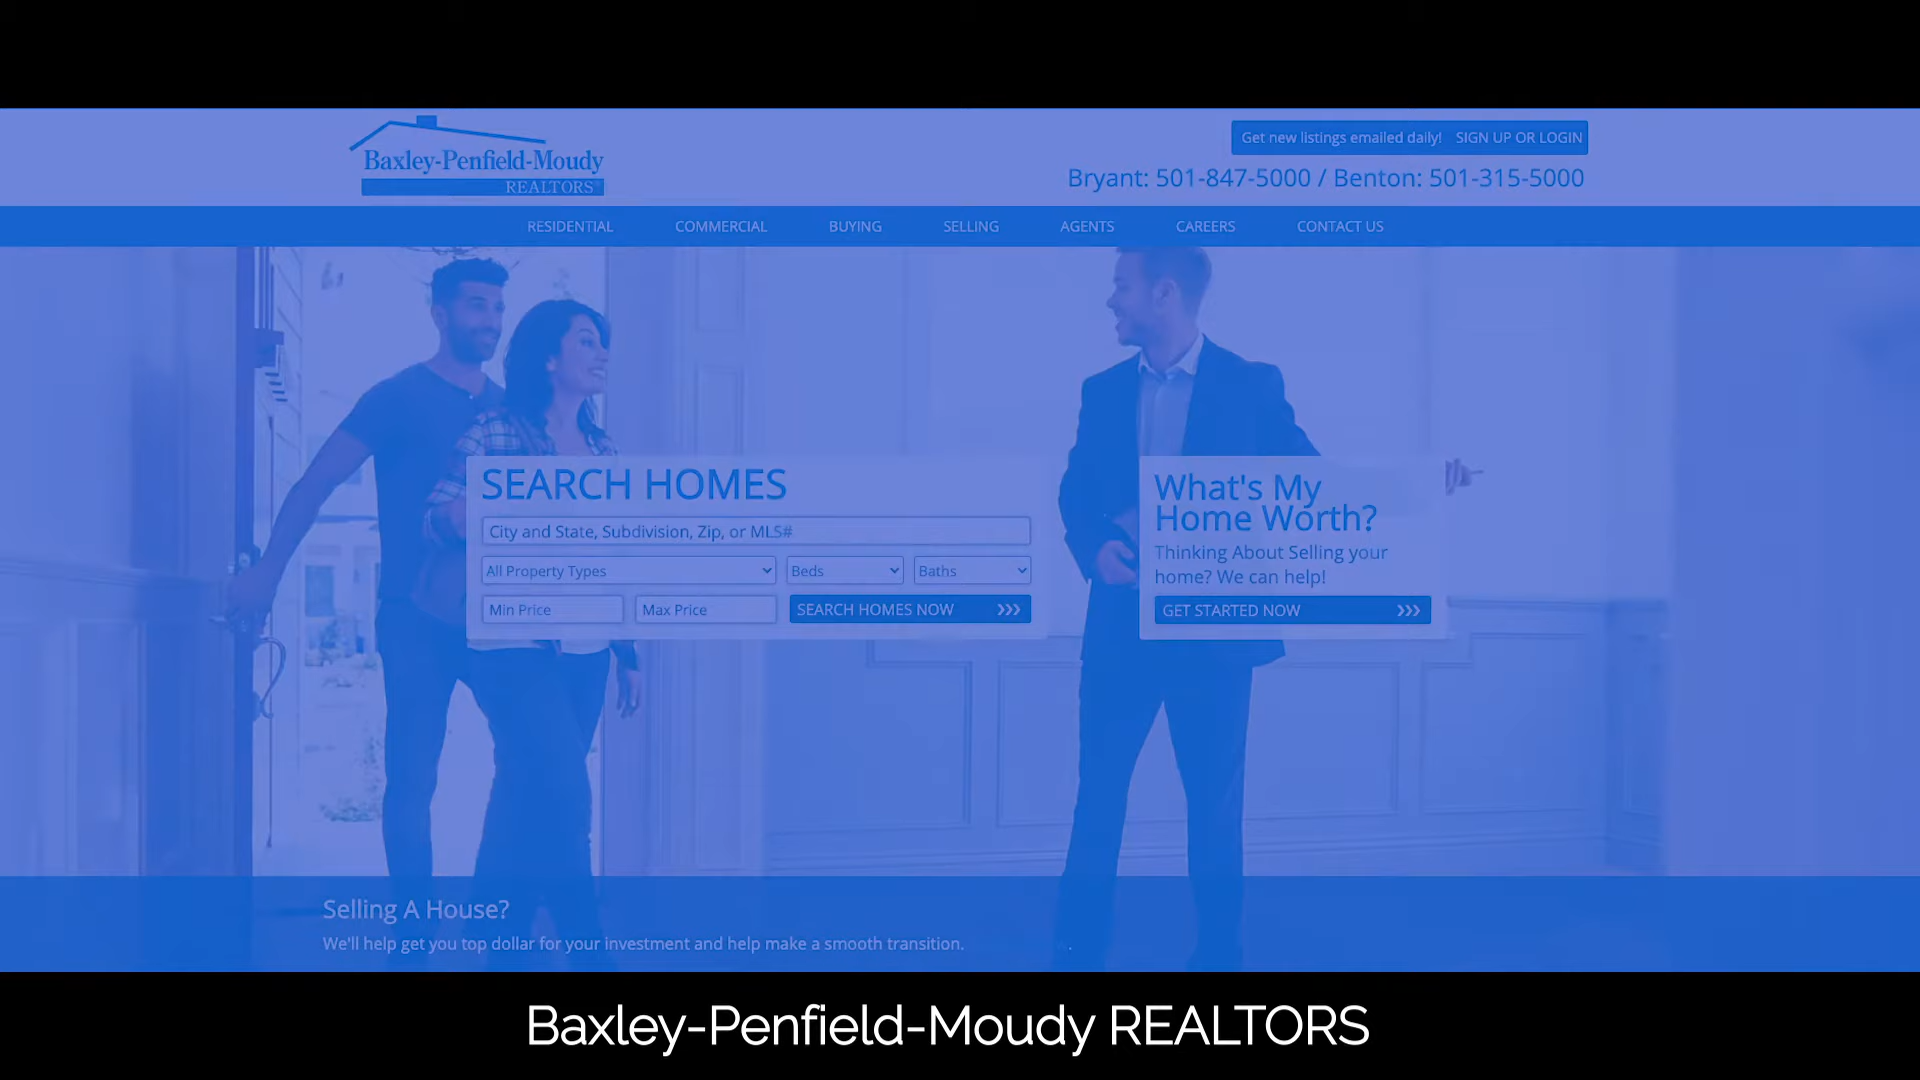 Baxley-Penfield-Moudy
REALTORS
Get new listings emailed daily! SIGN UP OR LOGIN
Bryant: 501-847-5000 / Benton: 501-315-5000
RESIDENTIAL COMMERCIAL BUYING SELLING AGENTS CAREERS CONTACT US
SEARCH HOMES
City and State, Subdivision, Zip, or MLS#
All Property Types Beds Baths
Min Price Max Price SEARCH HOMES NOW
What's My
Home Worth?
Thinking About Selling your
home? We can help!
GET STARTED NOW
Selling A House?
We'll help get you top dollar for your investment and help make a smooth transition.
Baxley-Penfield-Moudy REALTORS